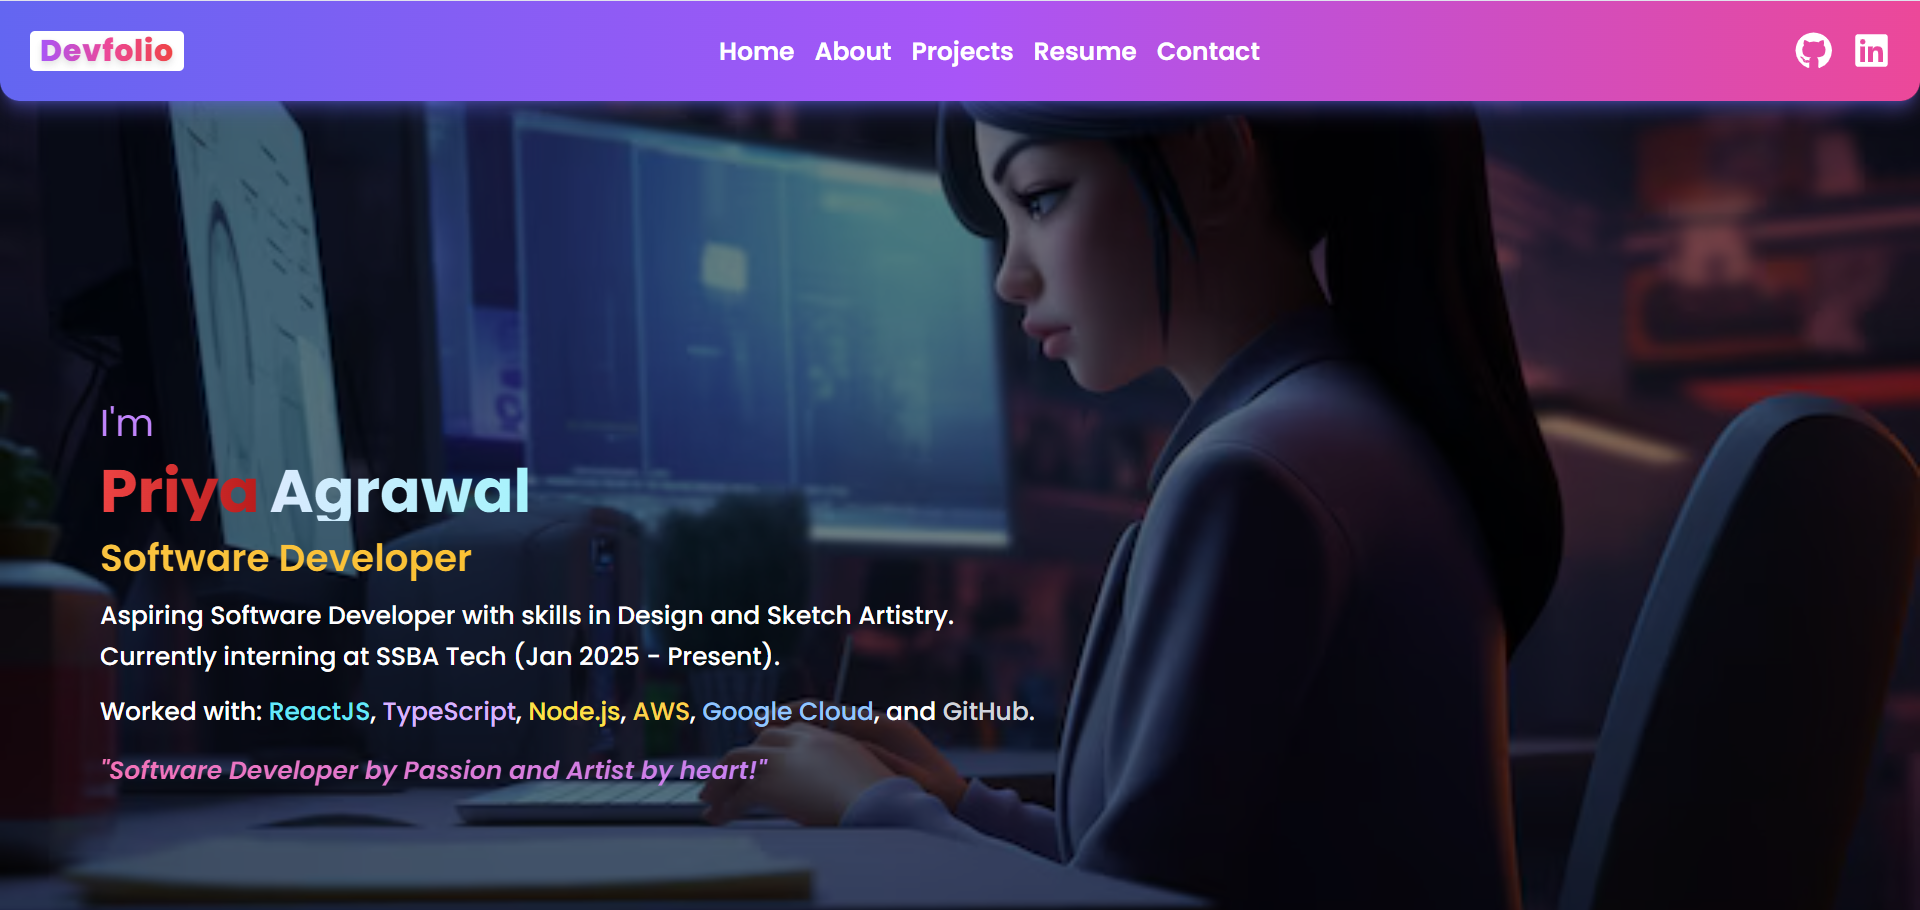 Devfolio
Home About Projects Resume Contact
in
I'm
Priya Agrawal
Software Developer
Aspiring Software Developer with skills in Design and Sketch Artistry.
Currently interning at SSBA Tech (Jan 2025 - Present).
Worked with: ReactJS, TypeScript, Node.js, AWS, Google Cloud, and GitHub.
"Software Developer by Passion and Artist by heart!"